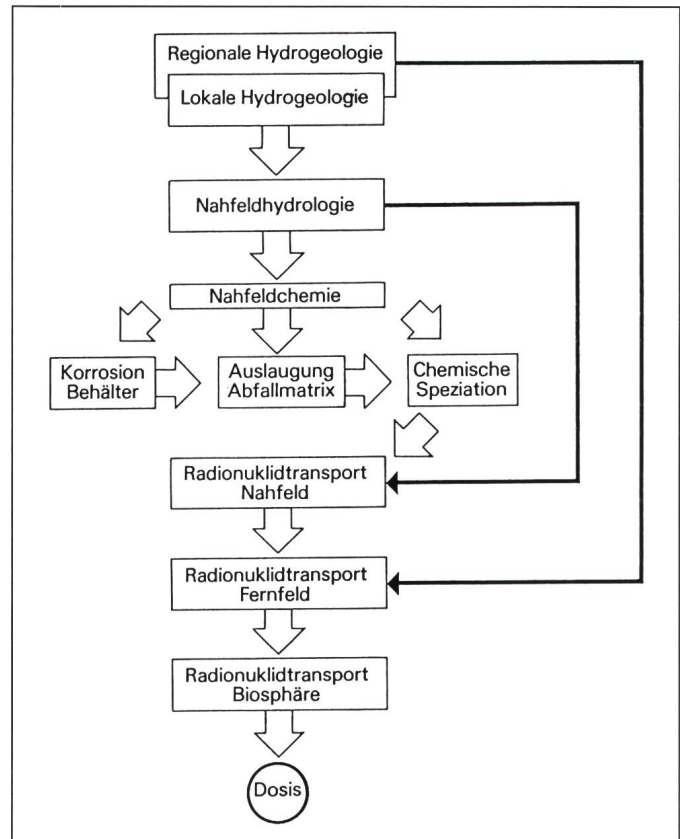 Regionale Hydrogeologie
Lokale Hydrogeologie
Nahfeldhydrologie
Nahfeldchemie
Korrosion
Behälter
Auslaugung
Abfallmatrix
Chemische
Speziation
Radionuklidtransport
Nahfeld
Radionuklidtransport
Fernfeld
Radionuklidtransport
Biosphäre
Dosis